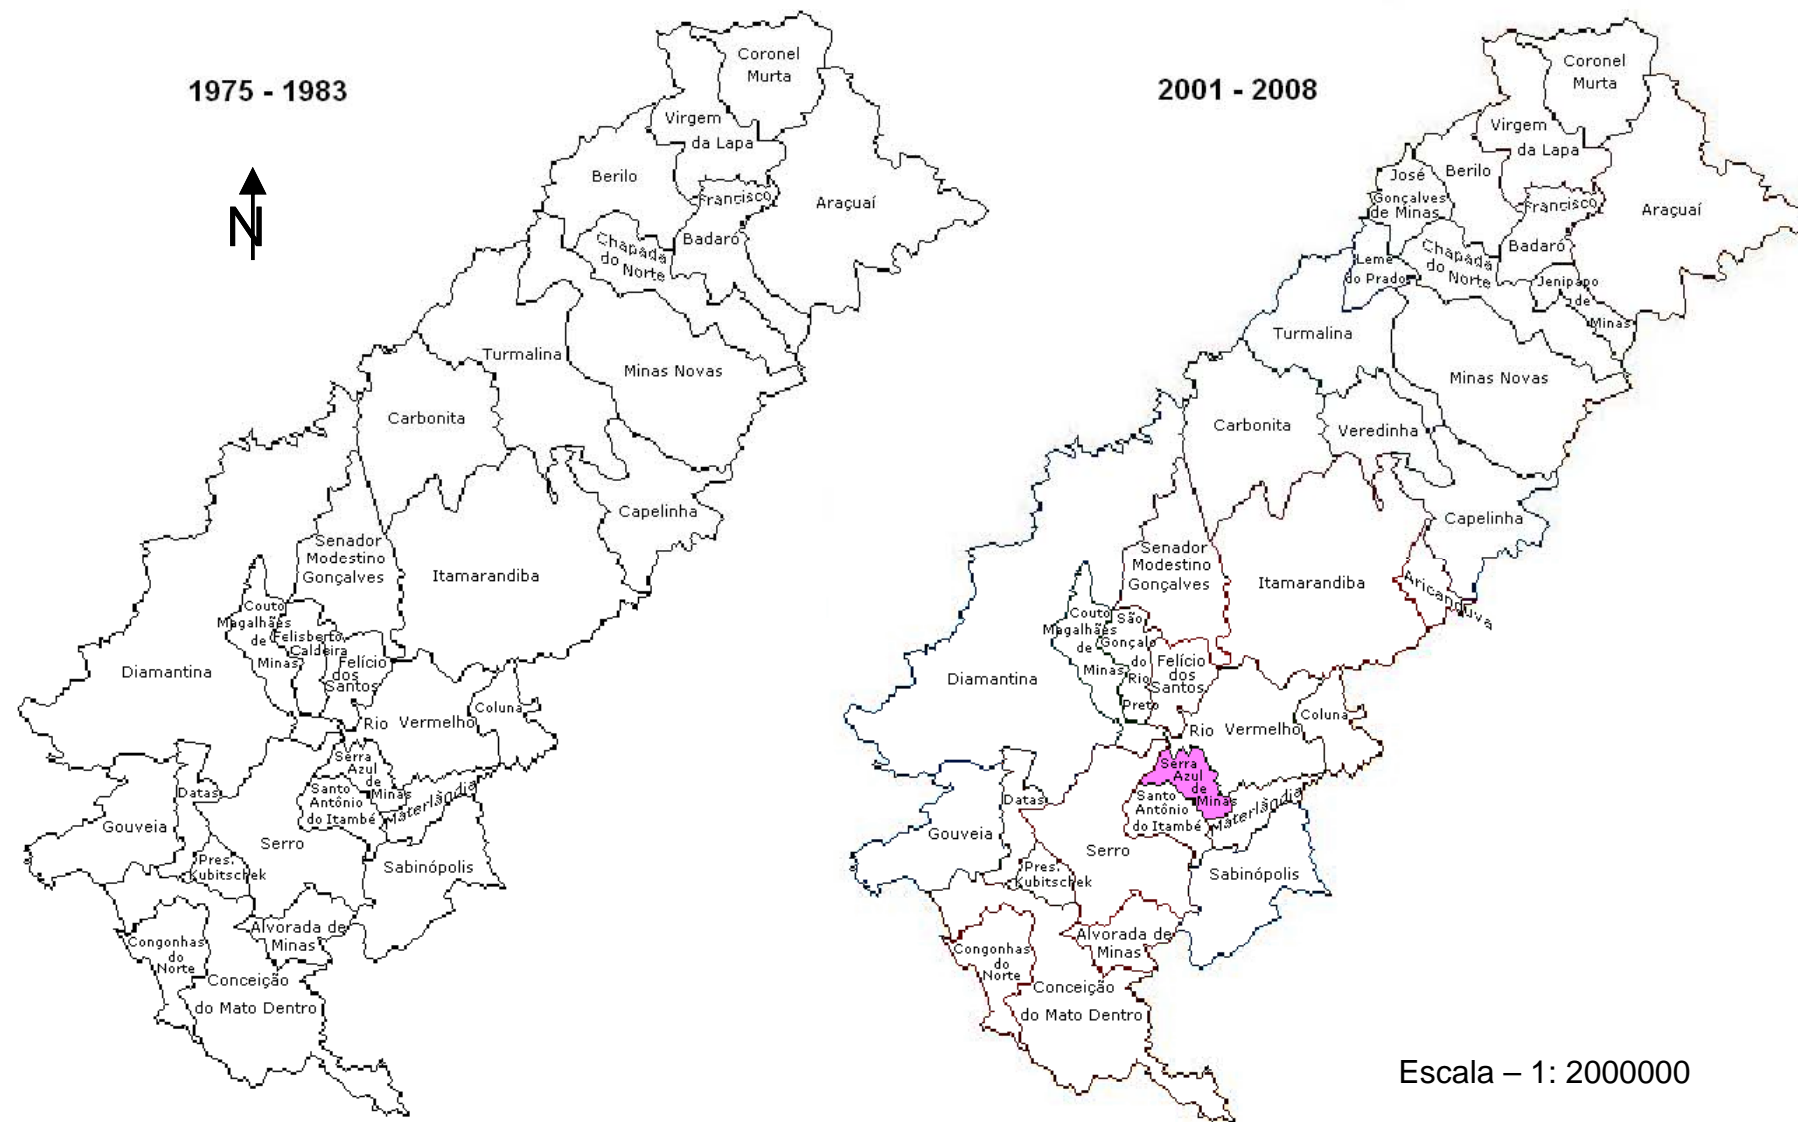 1975 - 1983
N
Coronel
Murta
Virgem
da Lapa
Berilo
Francisco
Badaró
Araçuaí
Chapada
do Norte
Turmalina
Minas Novas
Carbonita
Capelinha
Senador
Modestino
Gonçalves
Itamarandiba
Couto
Magalhães
de
Minas
Felisberto
Caldeira
Felício
dos
Santos
Diamantina
Rio Vermelho
Coluna
Serra
Azul
de
Minas
Santo
Antônio
do Itambé
Materlândia
Datas
Gouveia
Serro
Pres.
Kubitschek
Sabinópolis
Alvorada de
Minas
Congonhas
do
Norte
Conceição
do Mato Dentro
2001 - 2008
Coronel
Murta
Virgem
da Lapa
José
Gonçalves
de Minas
Berilo
Francisco
Badaró
Araçuaí
Leme
do Prado
Chapada
do Norte
Jenipapo
de
Minas
Turmalina
Minas Novas
Carbonita
Veredinha
Capelinha
Senador
Modestino
Gonçalves
Itamarandiba
Aricanduva
Couto
Magalhães
de
Minas
São
Gonçalo
do
Rio
Preto
Felício
dos
Santos
Diamantina
Rio Vermelho
Coluna
Serra
Azul
de
Minas
Santo
Antônio
do Itambé
Materlândia
Datas
Gouveia
Serro
Pres.
Kubitschek
Sabinópolis
Alvorada de
Minas
Congonhas
do
Norte
Conceição
do Mato Dentro
Escala – 1: 2000000